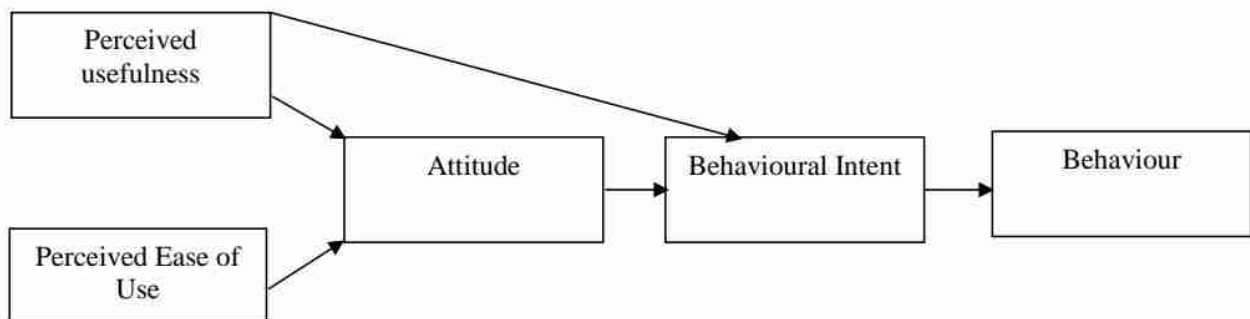 Perceived
usefulness
Attitude
Behavioural Intent
Behaviour
Perceived Ease of
Use